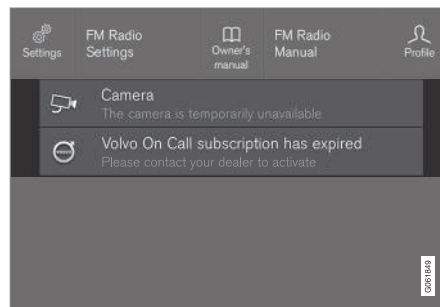 Settings
FM Radio
Settings
Owner's
manual
FM Radio
Manual
Profile
Camera
The camera is temporarily unavailable
VOLVO
Volvo On Call subscription has expired
Please contact your dealer to activate
G061849